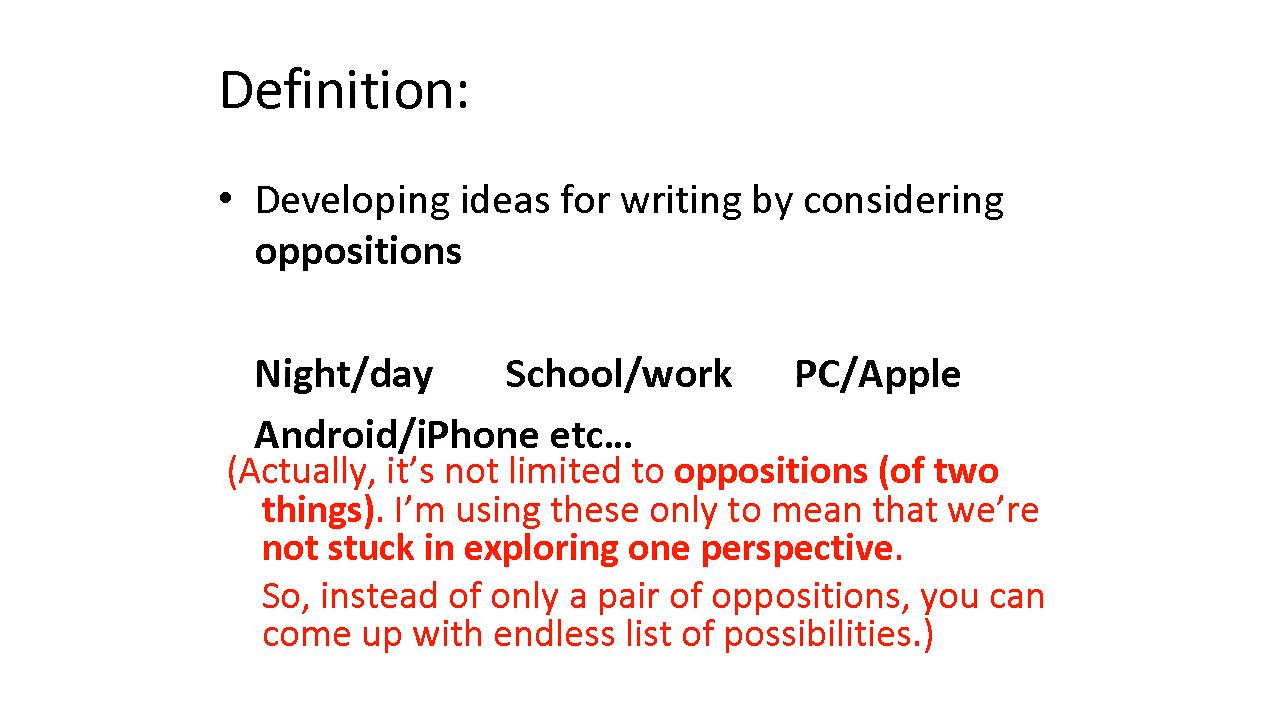 Definition:
• Developing ideas for writing by considering
oppositions
Night/day School/work PC/Apple
Android/iPhone etc…
(Actually, it’s not limited to oppositions (of two
things). I’m using these only to mean that we’re
not stuck in exploring one perspective.
So, instead of only a pair of oppositions, you can
come up with endless list of possibilities.)